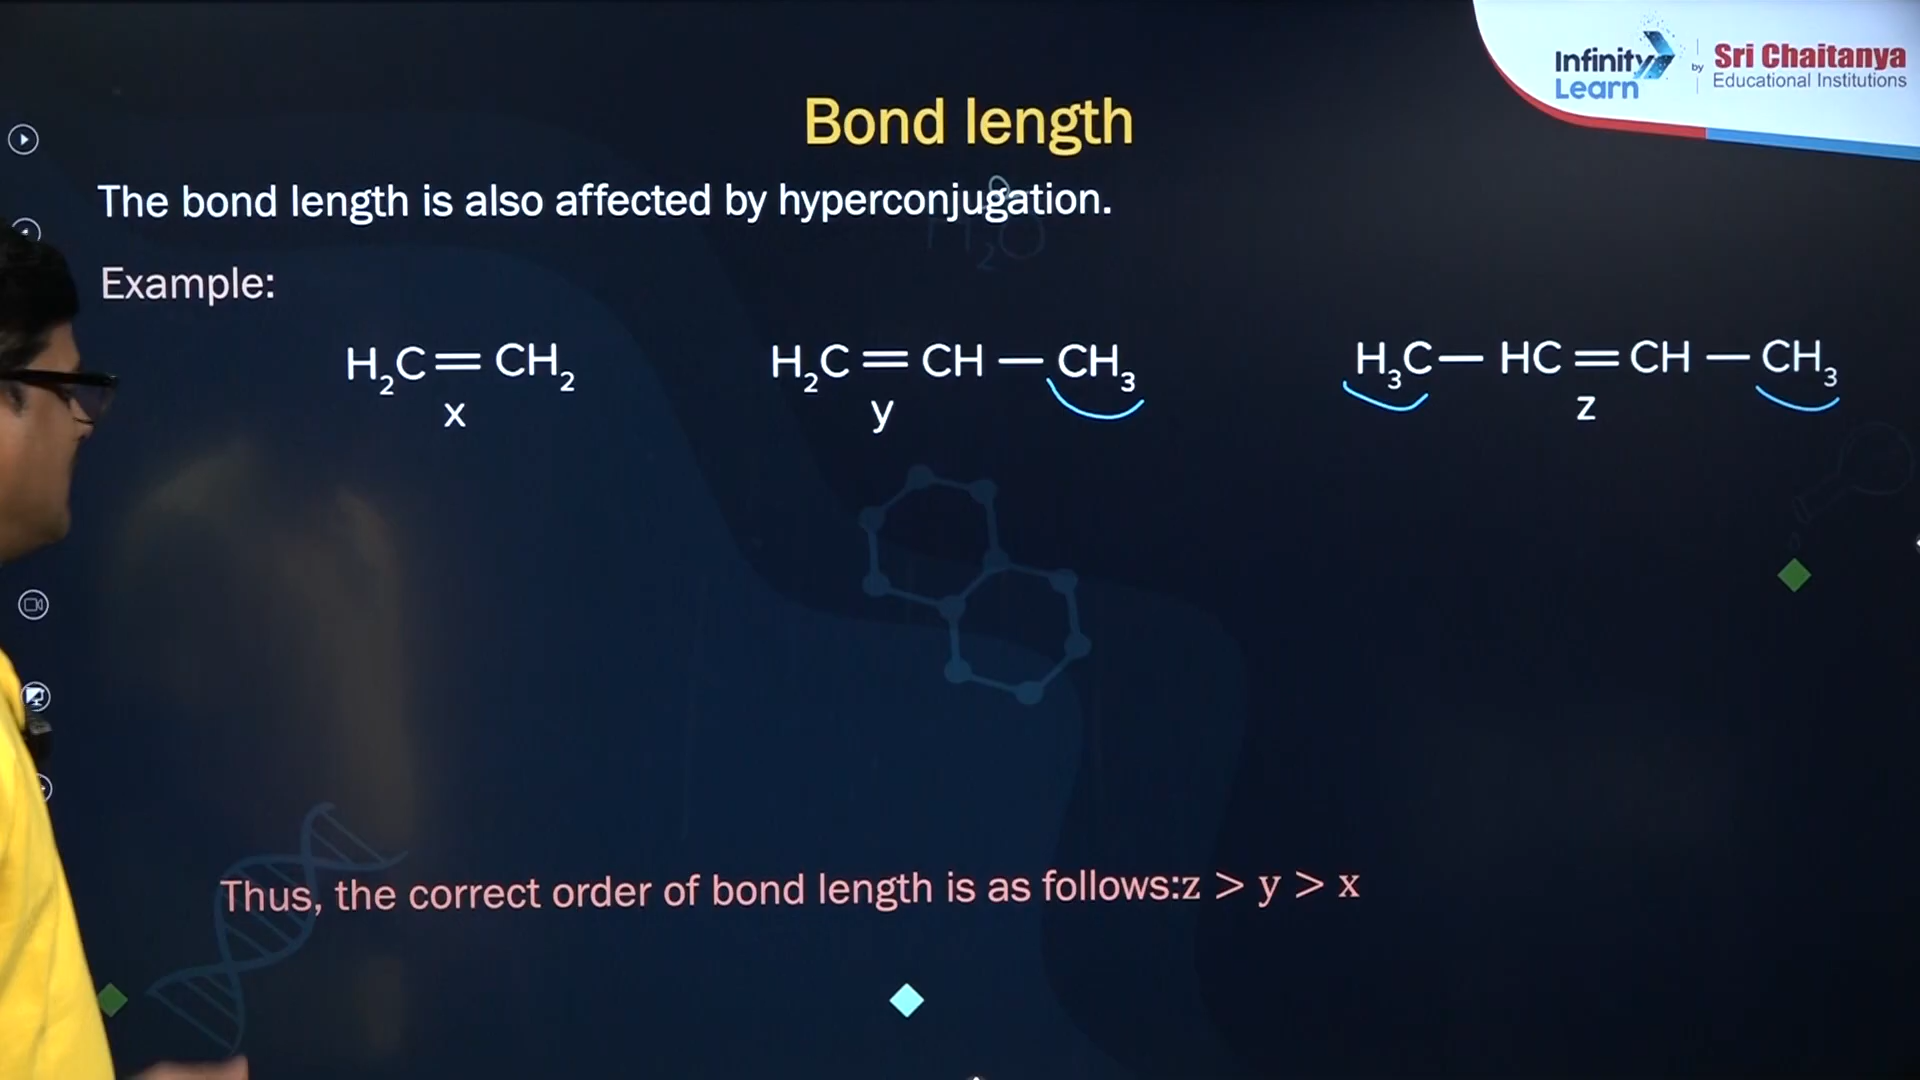 Infinity Learn by Sri Chaitanya Educational Institutions
Bond length
The bond length is also affected by hyperconjugation.
H₂O
Example:
H₂C=CH₂
x
H₂C=CH—CH₃
y
H₃C—HC=CH—CH₃
z
Thus, the correct order of bond length is as follows:z > y > x